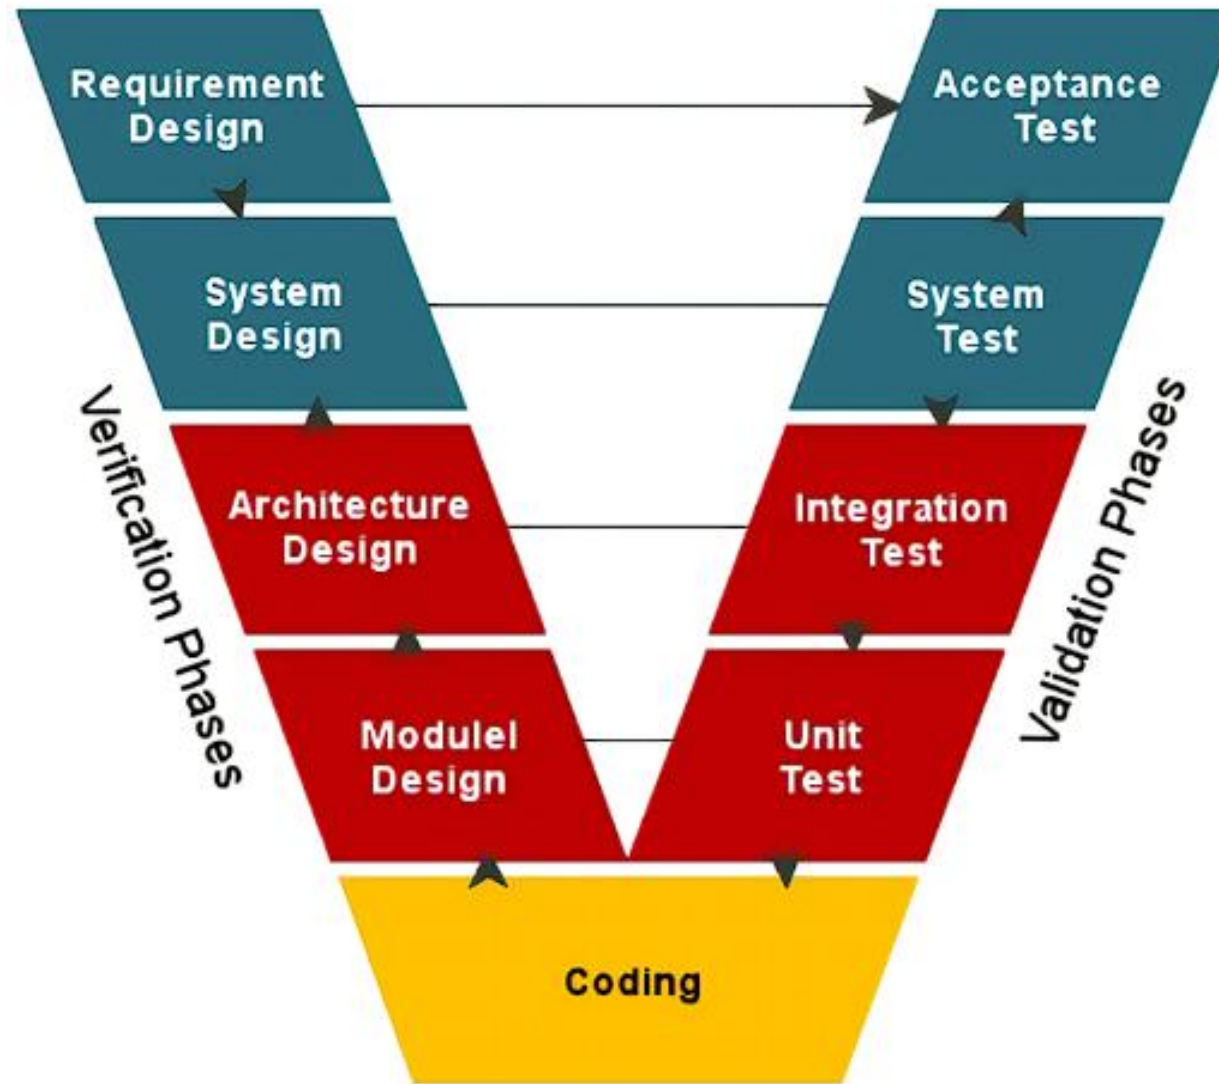 Requirement
Design
Acceptance
Test
System
Design
System
Test
Verification Phases
Validation Phases
Architecture
Design
Integration
Test
Modulel
Design
Unit
Test
Coding